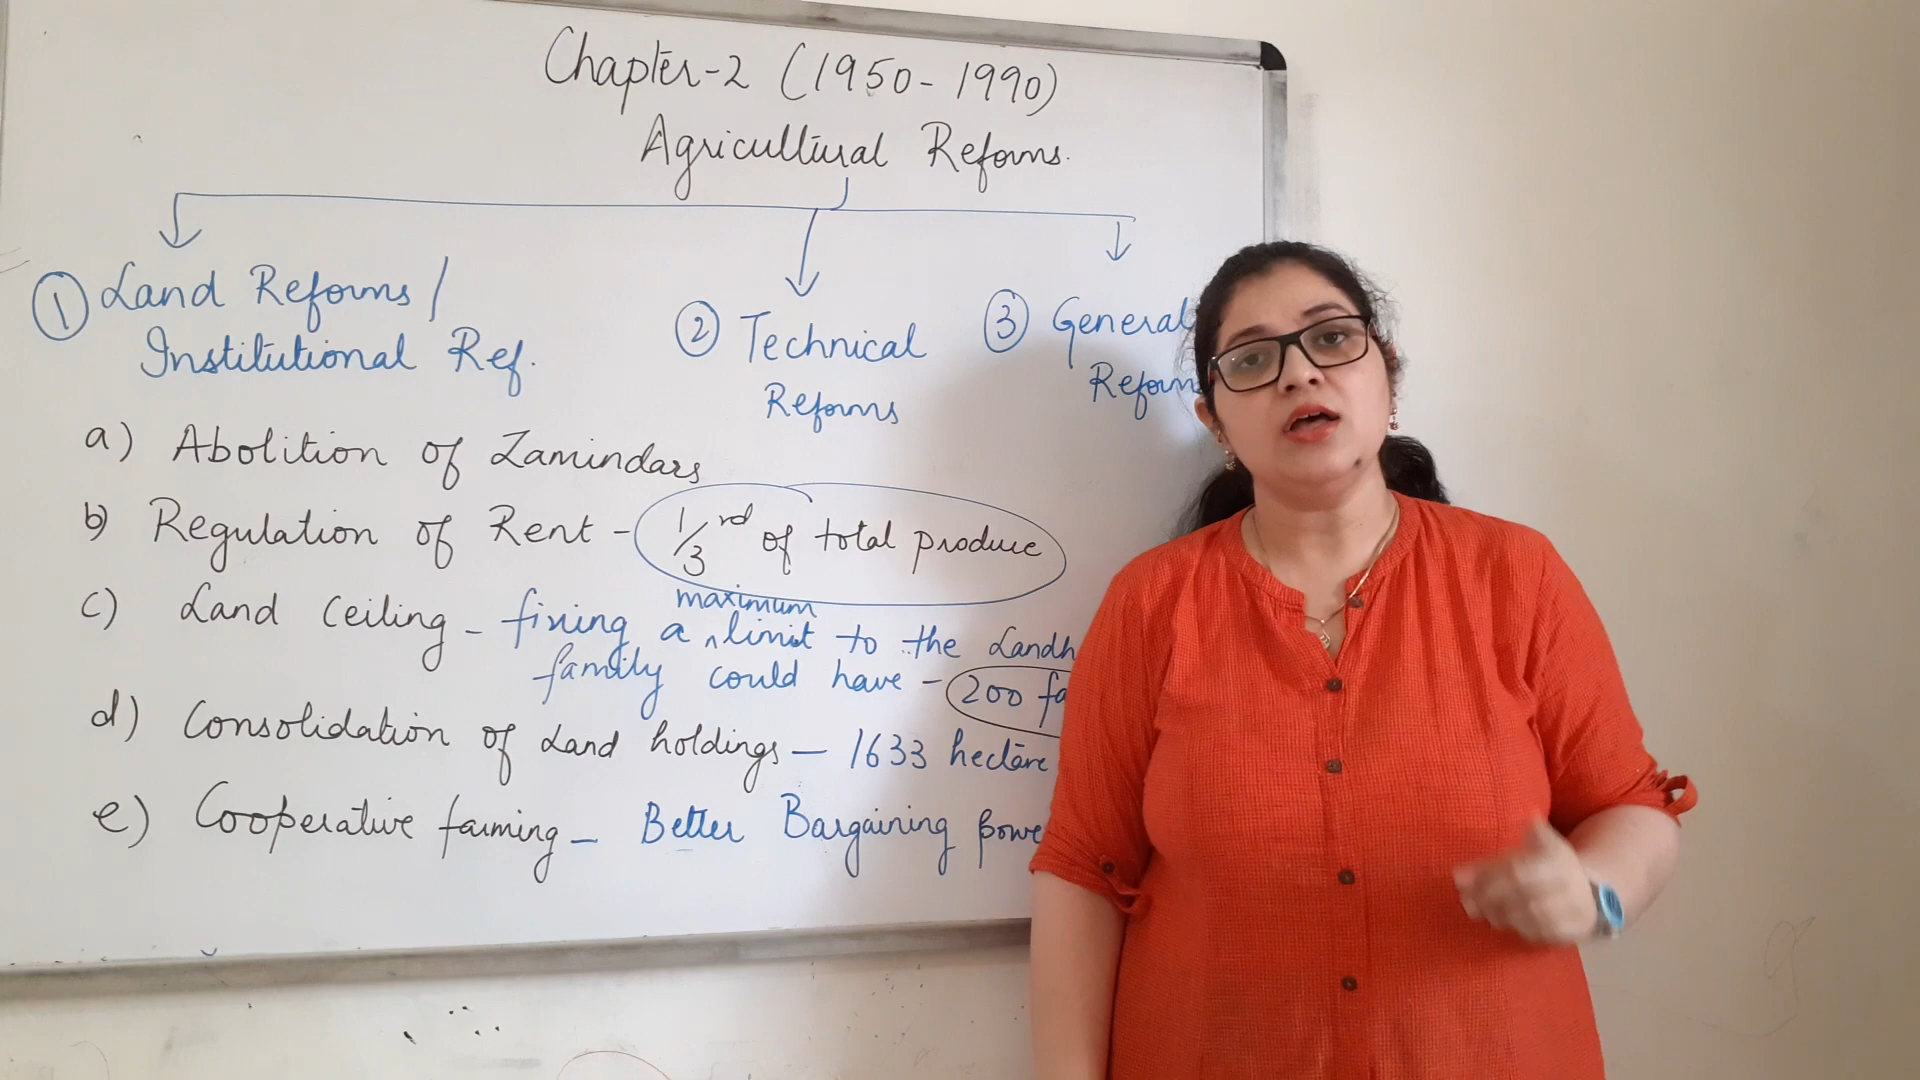 Chapter-2 (1950-1990)
Agricultural Reforms.
① Land Reforms /
Institutional Ref.
② Technical
Reforms
③ General
Reform
a) Abolition of Zamindars
b) Regulation of Rent - 1/3rd of total produce
c) Land Ceiling - fixing a maximum limit to the Landh
family could have - 200 fa
d) Consolidation of Land holdings - 1633 hectare
e) Cooperative farming - Better Bargaining powe